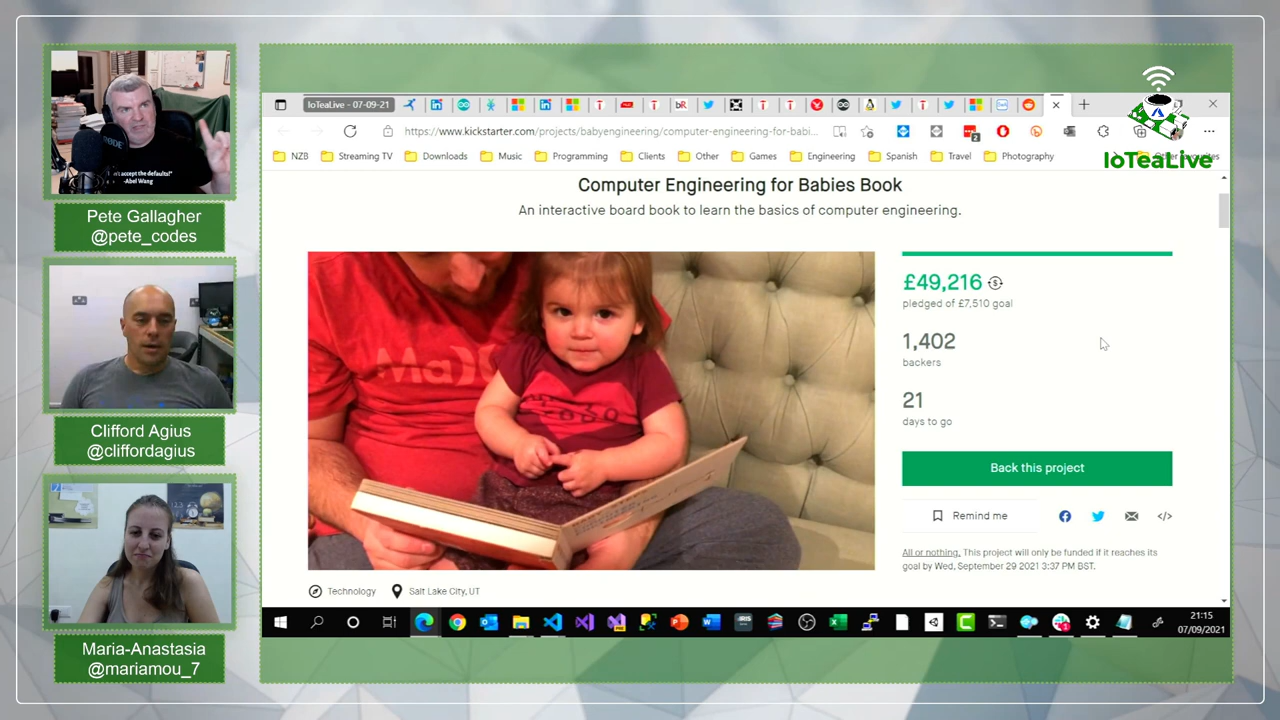 't accept the defaults!"
-Abel Wang
Pete Gallagher
@pete_codes
Clifford Agius
@cliffordagius
Maria-Anastasia
@mariamou_7
IoTeaLive - 07-09-21
https://www.kickstarter.com/projects/babyengineering/computer-engineering-for-babi...
NZB
Streaming TV
Downloads
Music
Programming
Clients
Other
Games
Engineering
Spanish
Travel
Photography
IoTeaLive
Computer Engineering for Babies Book
An interactive board book to learn the basics of computer engineering.
£49,216
pledged of £7,510 goal
1,402
backers
21
days to go
Back this project
Remind me
All or nothing. This project will only be funded if it reaches its
goal by Wed, September 29 2021 3:37 PM BST.
Technology
Salt Lake City, UT
21:15
07/09/2021